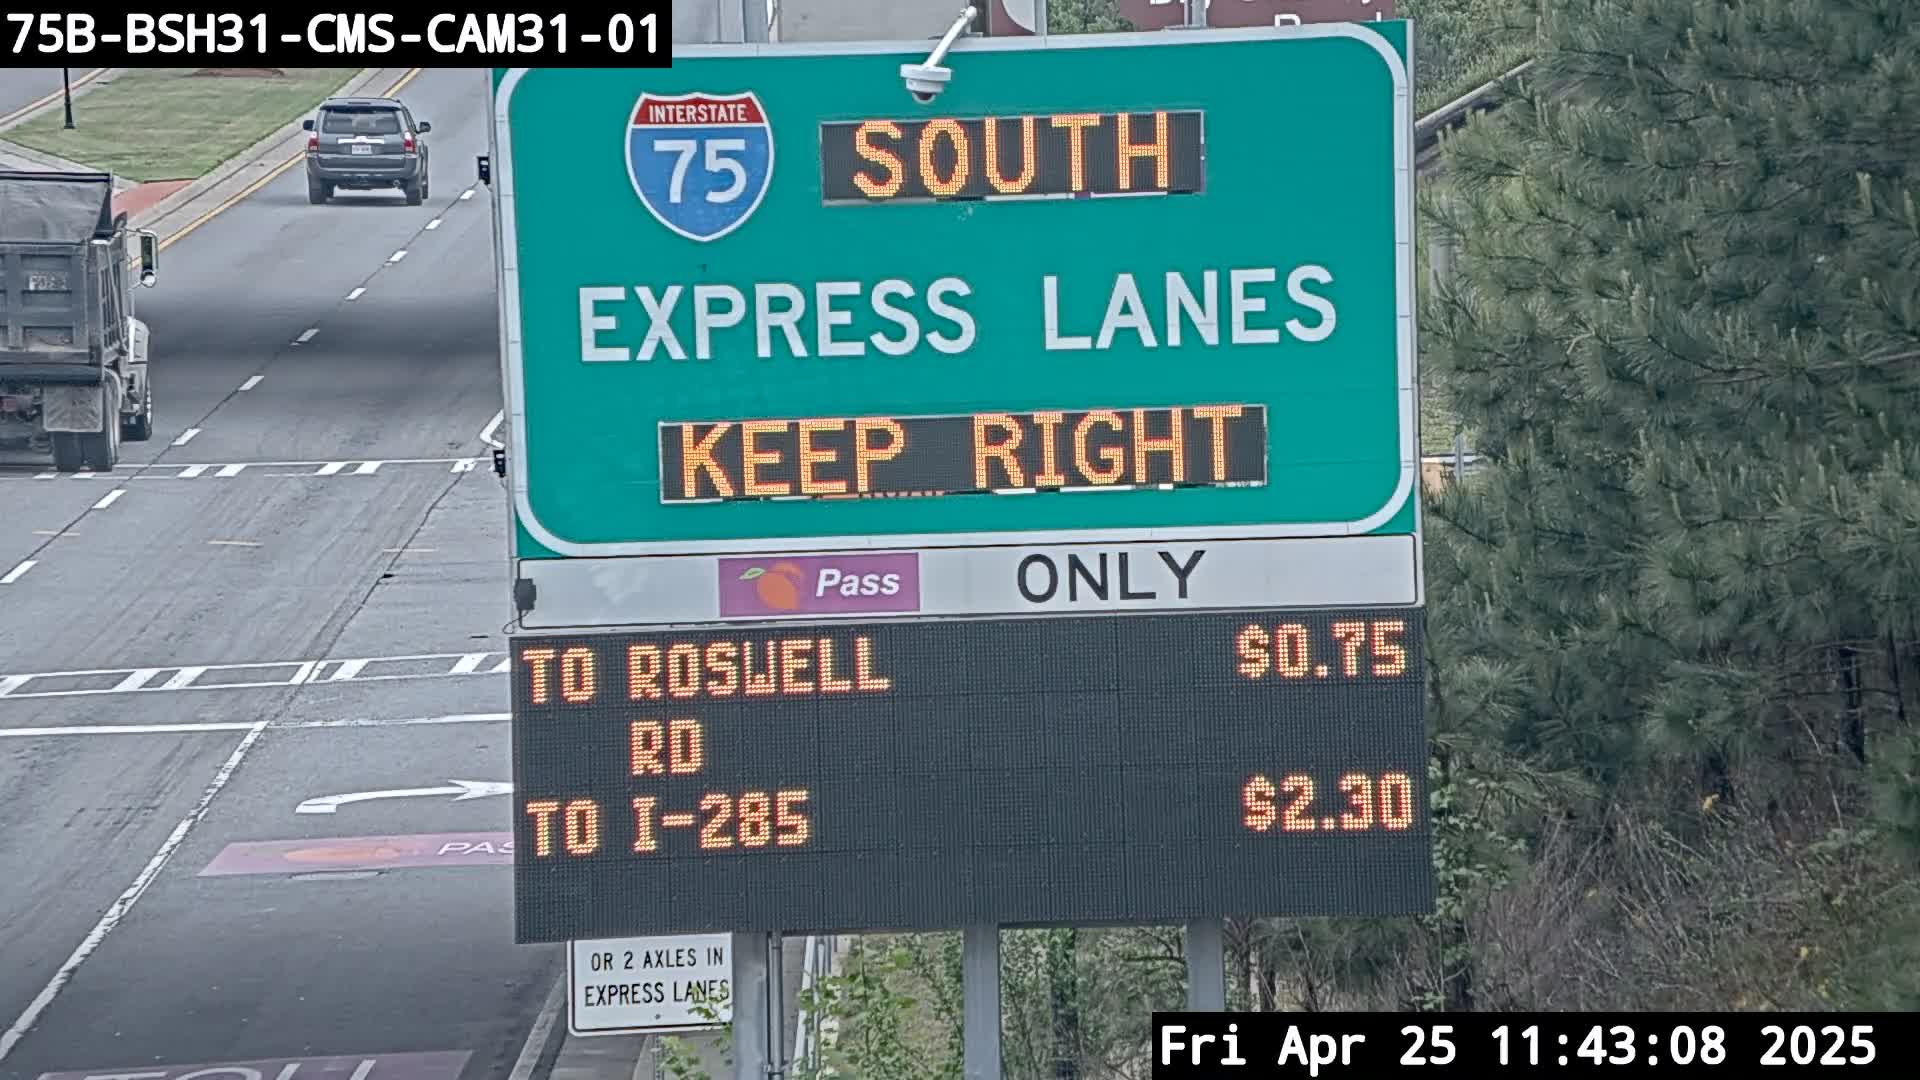 75B-BSH31-CMS-CAM31-01
INTERSTATE
75
SOUTH
EXPRESS LANES
KEEP RIGHT
Pass ONLY
TO ROSWELL $0.75
RD
TO I-285 $2.30
OR 2 AXLES IN
EXPRESS LANES
Fri Apr 25 11:43:08 2025